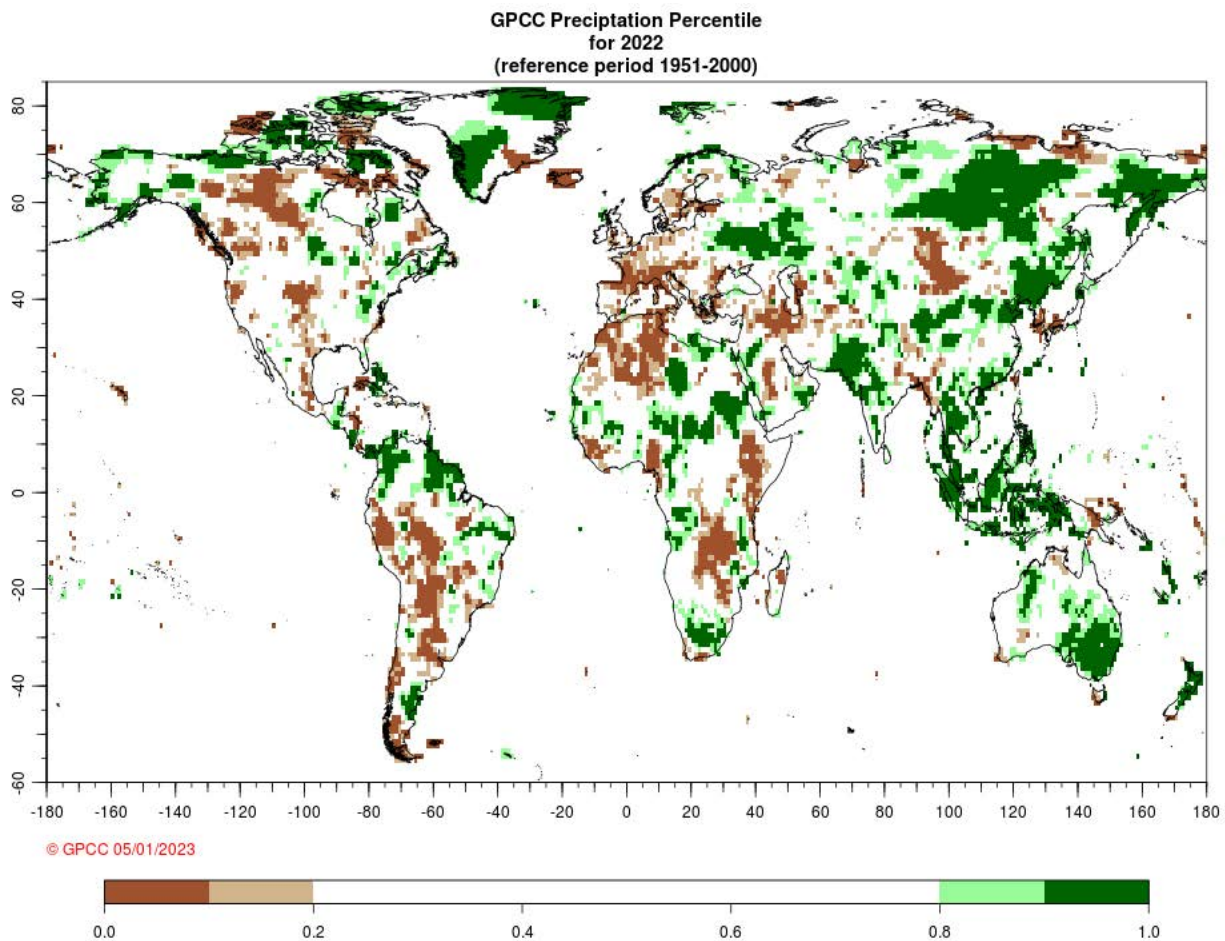 GPCC Preciptation Percentile
for 2022
(reference period 1951-2000)
80
60
40
20
0
-20
-40
-60
-180 -160 -140 -120 -100 -80 -60 -40 -20 0 20 40 60 80 100 120 140 160 180
© GPCC 05/01/2023
0.0 0.2 0.4 0.6 0.8 1.0